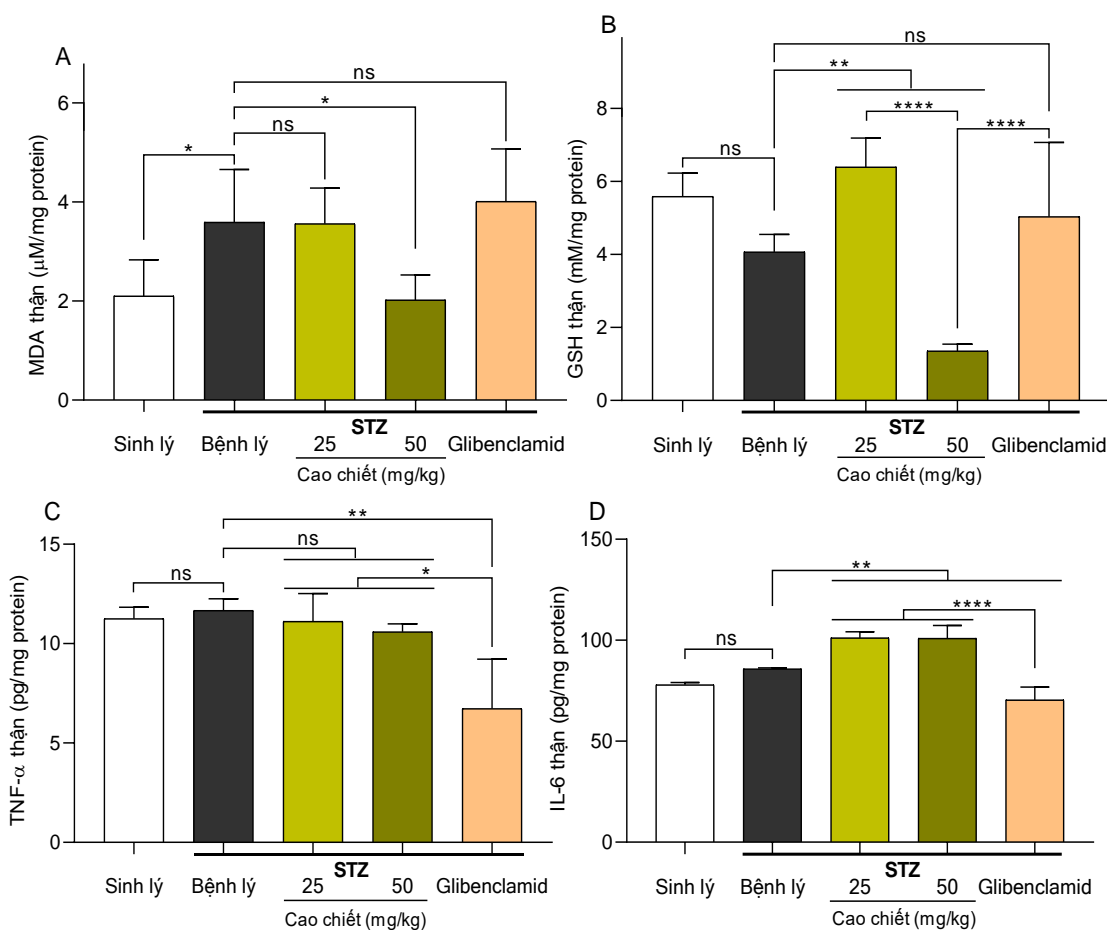 A
MDA thận (μM/mg protein)
6
4
2
0
*
ns
*
ns
Sinh lý Bệnh lý 25 50 Glibenclamid
STZ
Cao chiết (mg/kg)
B
GSH thận (mM/mg protein)
8
6
4
2
0
ns
**
ns
****
****
Sinh lý Bệnh lý 25 50 Glibenclamid
STZ
Cao chiết (mg/kg)
C
TNF-α thận (pg/mg protein)
15
10
5
0
**
ns
ns
*
Sinh lý Bệnh lý 25 50 Glibenclamid
STZ
Cao chiết (mg/kg)
D
IL-6 thận (pg/mg protein)
150
100
50
0
**
****
ns
Sinh lý Bệnh lý 25 50 Glibenclamid
STZ
Cao chiết (mg/kg)